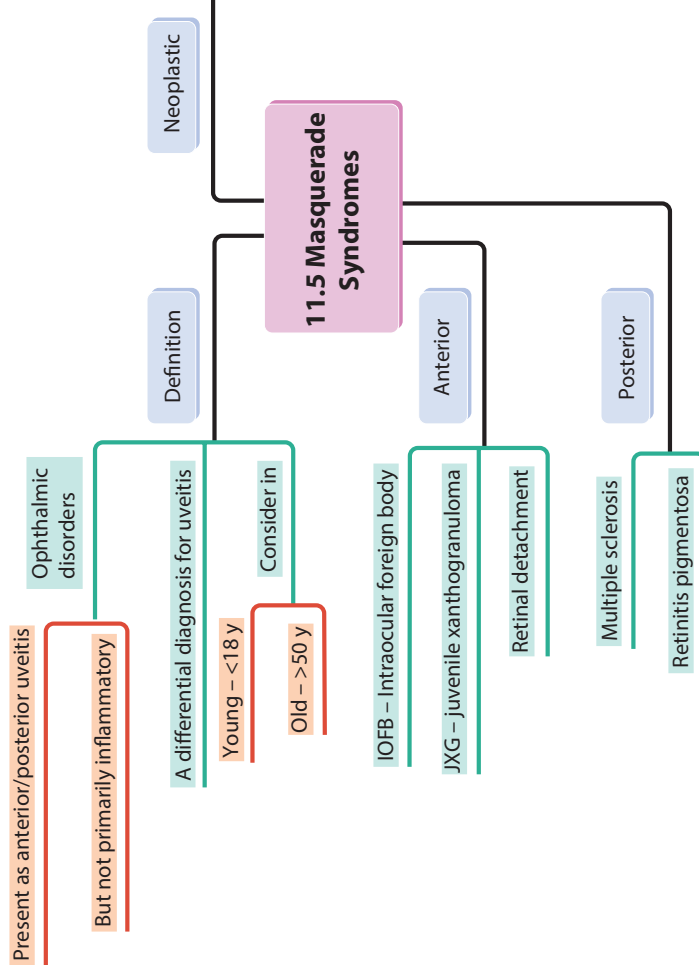 11.5 Masquerade
Syndromes
Definition
Ophthalmic
disorders
Present as anterior/posterior uveitis
But not primarily inflammatory
A differential diagnosis for uveitis
Consider in
Young – <18 y
Old – >50 y
Anterior
IOFB – Intraocular foreign body
JXG – juvenile xanthogranuloma
Retinal detachment
Posterior
Multiple sclerosis
Retinitis pigmentosa
Neoplastic